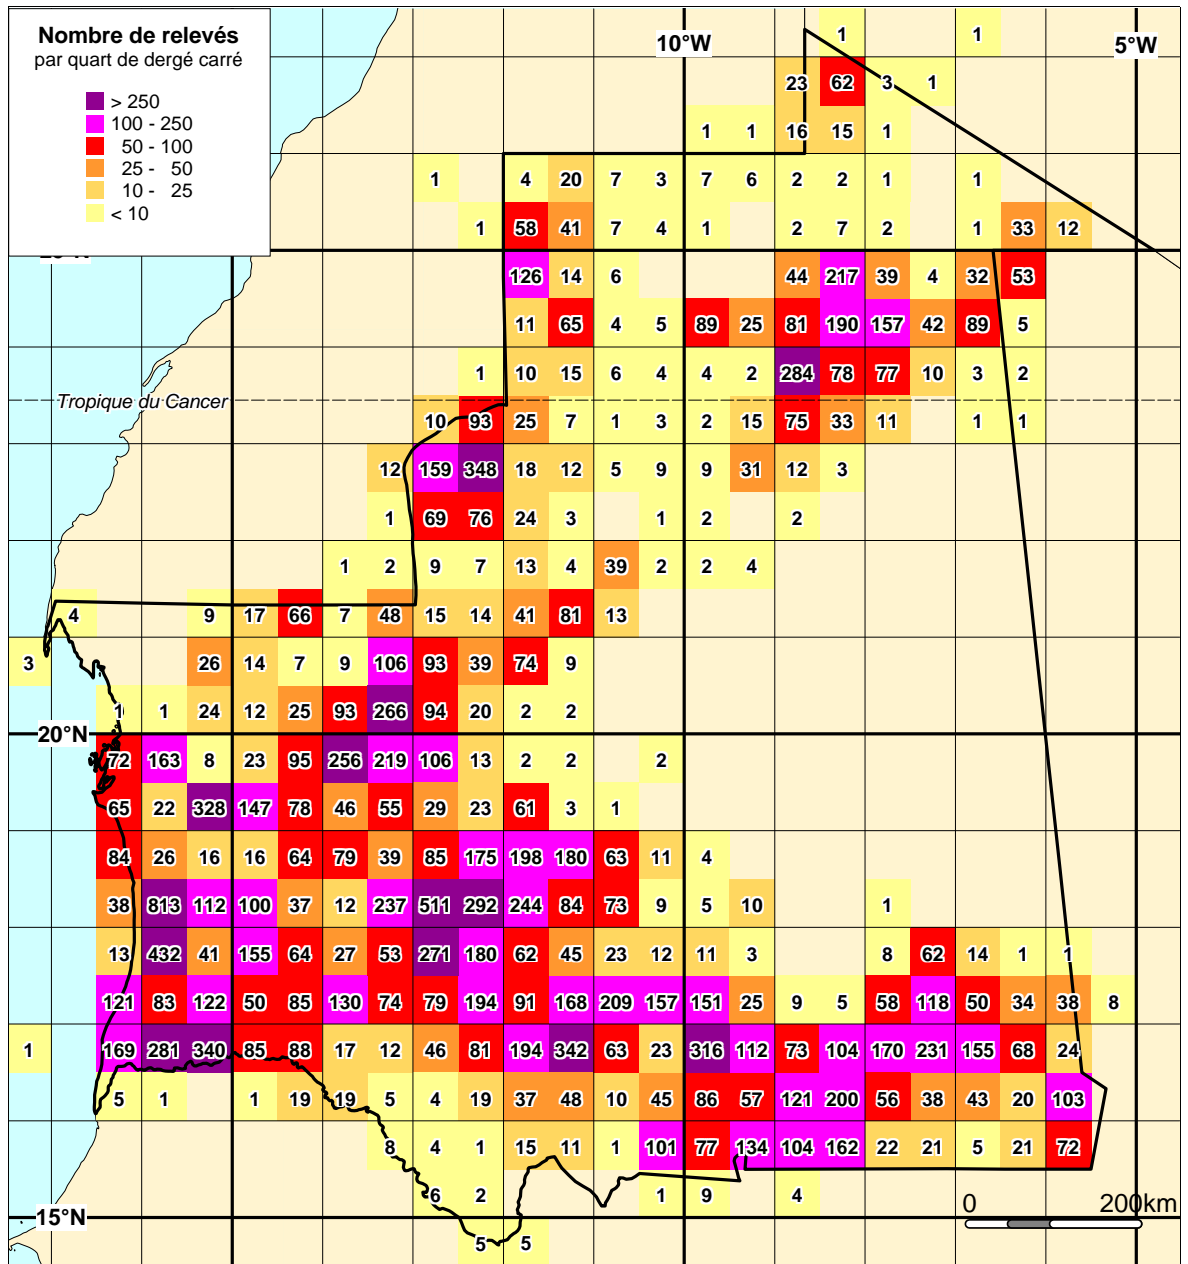 Nombre de relevés
par quart de dergé carré
> 250
100 - 250
50 - 100
25 - 50
10 - 25
< 10
10°W
5°W
1 1
23 62 3 1
1 1 16 15 1
1 4 20 7 3 7 6 2 2 1 1
1 58 41 7 4 1 2 7 2 1 33 12
126 14 6 44 217 39 4 32 53
11 65 4 5 89 25 81 190 157 42 89 5
1 10 15 6 4 4 2 284 78 77 10 3 2
Tropique du Cancer
10 93 25 7 1 3 2 15 75 33 11 1 1
12 159 348 18 12 5 9 9 31 12 3
1 69 76 24 3 1 2 2
1 2 9 7 13 4 39 2 2 4
4 9 17 66 7 48 15 14 41 81 13
3 26 14 7 9 106 93 39 74 9
1 1 24 12 25 93 266 94 20 2 2
20°N
72 163 8 23 95 256 219 106 13 2 2 2
65 22 328 147 78 46 55 29 23 61 3 1
84 26 16 16 64 79 39 85 175 198 180 63 11 4
38 813 112 100 37 12 237 511 292 244 84 73 9 5 10 1
13 432 41 155 64 27 53 271 180 62 45 23 12 11 3 8 62 14 1 1
121 83 122 50 85 130 74 79 194 91 168 209 157 151 25 9 5 58 118 50 34 38 8
1 169 281 340 85 88 17 12 46 81 194 342 63 23 316 112 73 104 170 231 155 68 24
5 1 1 19 19 5 4 19 37 48 10 45 86 57 121 200 56 38 43 20 103
8 4 1 15 11 1 101 77 134 104 162 22 21 5 21 72
6 2 1 9 4
0 200km
15°N
5 5